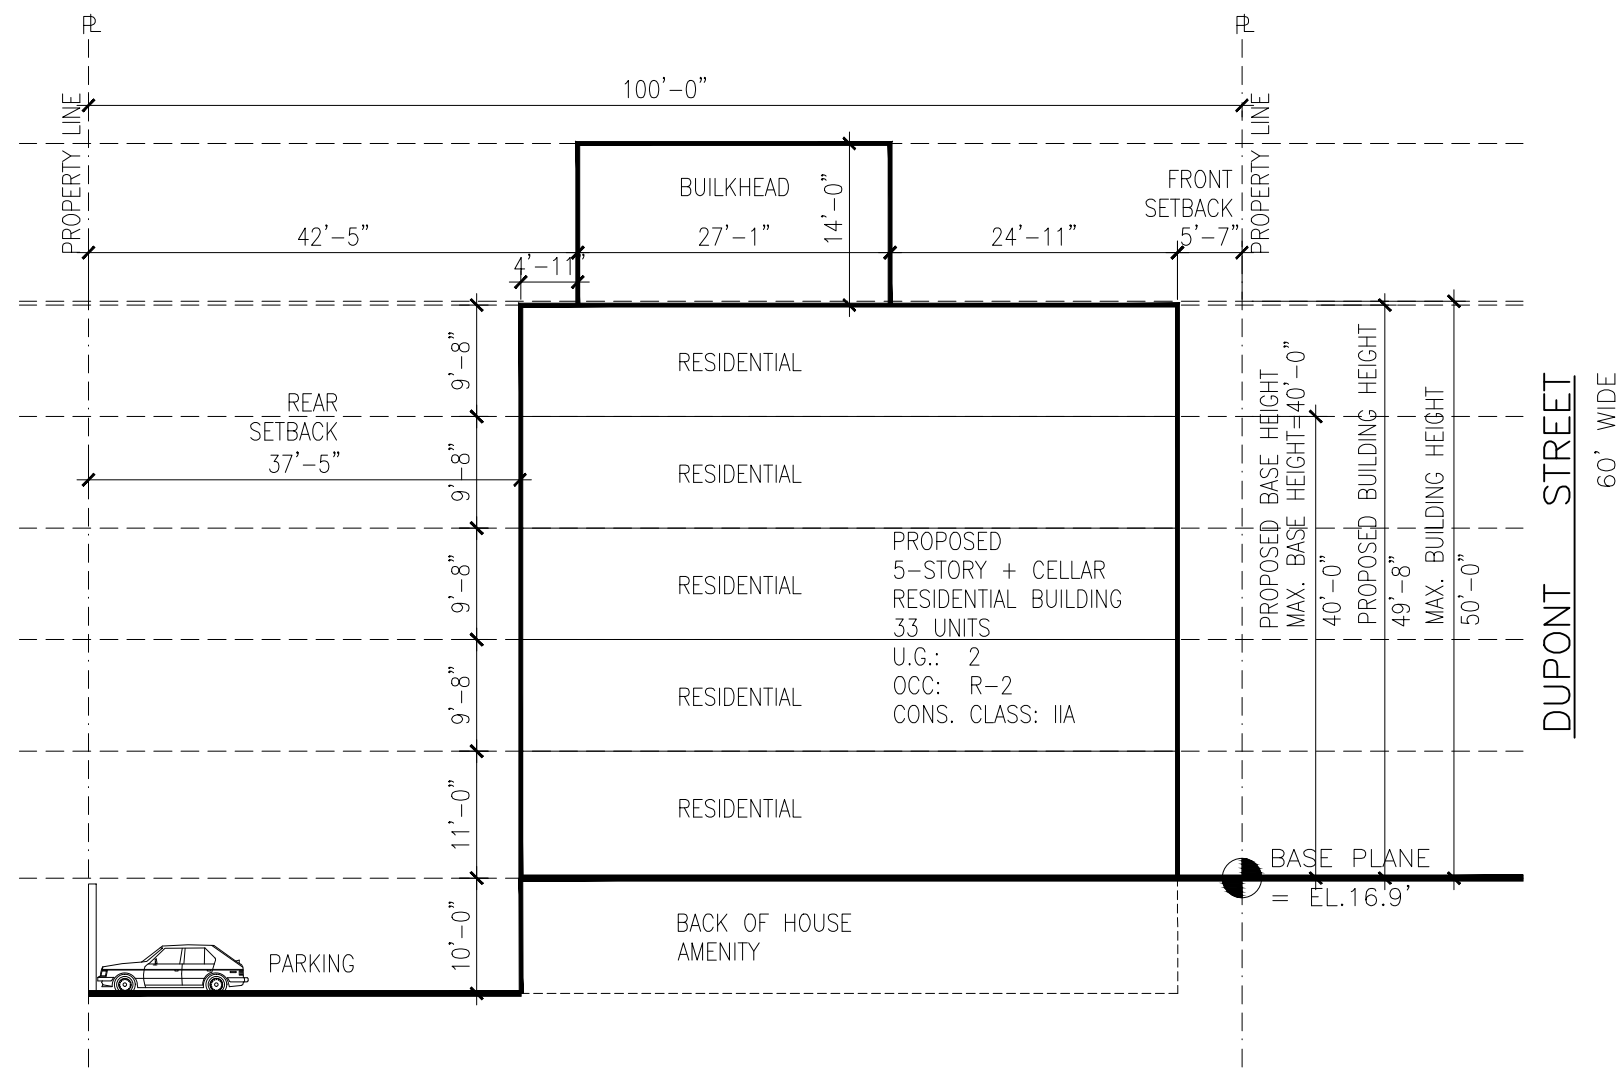 PL
PL
100'-0"
PROPERTY LINE
PROPERTY LINE
BUILKHEAD
14'-0"
FRONT
SETBACK
42'-5"
27'-1"
24'-11"
5'-7"
4'-11"
9'-8"
RESIDENTIAL
REAR
SETBACK
37'-5"
9'-8"
RESIDENTIAL
9'-8"
RESIDENTIAL
PROPOSED
5-STORY + CELLAR
RESIDENTIAL BUILDING
33 UNITS
U.G.: 2
OCC: R-2
CONS. CLASS: IIA
9'-8"
RESIDENTIAL
11'-0"
RESIDENTIAL
PROPOSED BASE HEIGHT
MAX. BASE HEIGHT=40'-0"
40'-0"
PROPOSED BUILDING HEIGHT
49'-8"
MAX. BUILDING HEIGHT
50'-0"
DUPONT STREET
60' WIDE
BASE PLANE
= EL.16.9'
10'-0"
BACK OF HOUSE
AMENITY
PARKING